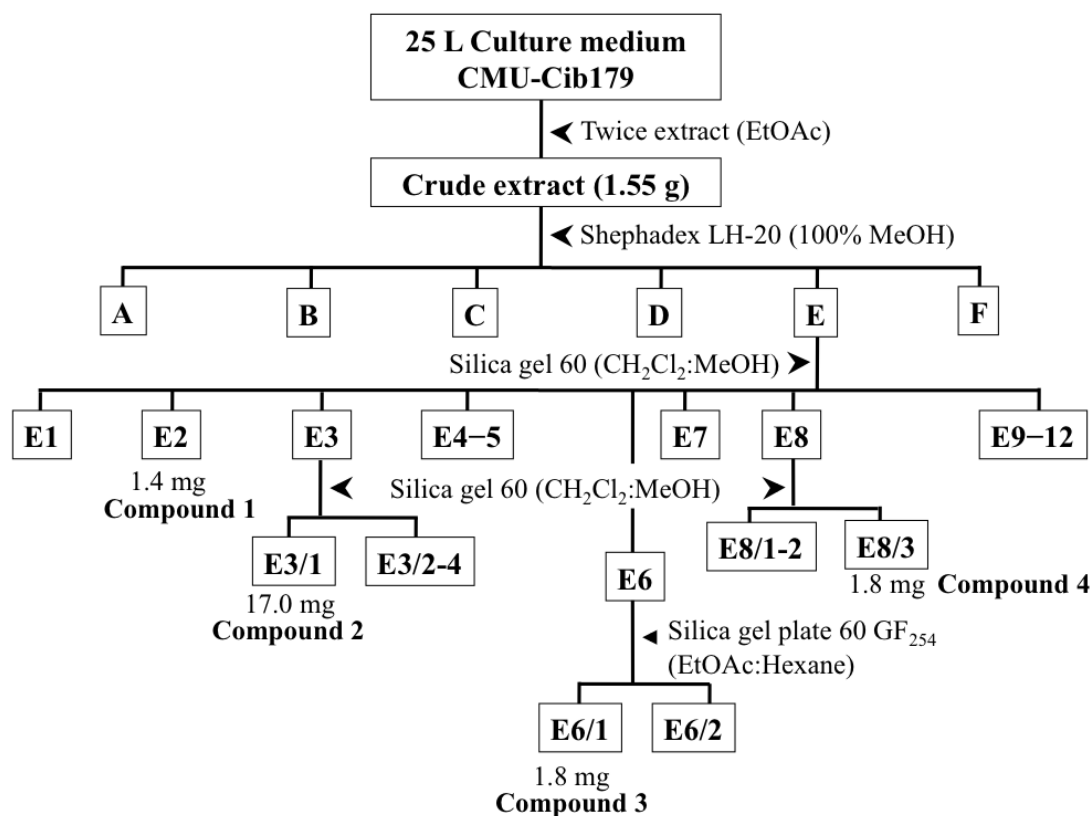 25 L Culture medium
CMU-Cib179
Twice extract (EtOAc)
Crude extract (1.55 g)
Shephadex LH-20 (100% MeOH)
A
B
C
D
E
F
Silica gel 60 (CH₂Cl₂:MeOH)
E1
E2
E3
E4−5
E7
E8
E9−12
1.4 mg
Compound 1
Silica gel 60 (CH₂Cl₂:MeOH)
E3/1
E3/2-4
E6
E8/1-2
E8/3
17.0 mg
Compound 2
1.8 mg Compound 4
Silica gel plate 60 GF₂₅₄
(EtOAc:Hexane)
E6/1
E6/2
1.8 mg
Compound 3